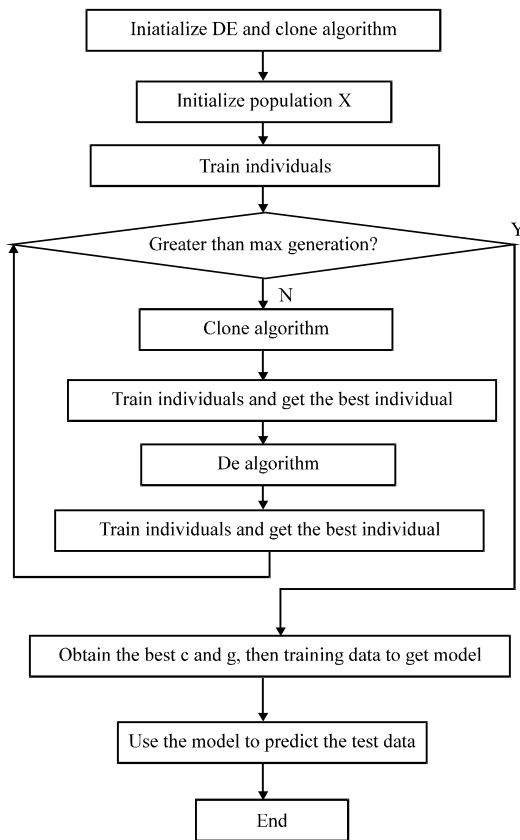 Iniatialize DE and clone algorithm
Initialize population X
Train individuals
Greater than max generation?
Y
N
Clone algorithm
Train individuals and get the best individual
De algorithm
Train individuals and get the best individual
Obtain the best c and g, then training data to get model
Use the model to predict the test data
End